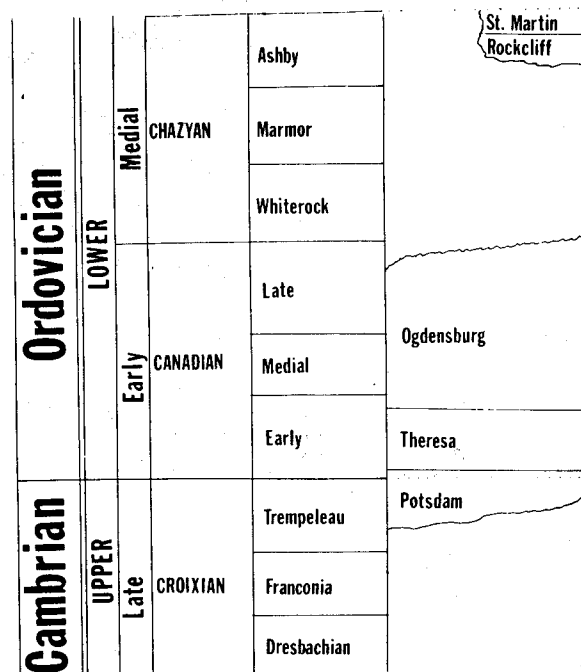 Ordovician
LOWER
Medial
CHAZYAN
Ashby
Marmor
Whiterock
St. Martin
Rockcliff
Early
CANADIAN
Late
Medial
Early
Ogdensburg
Theresa
Cambrian
UPPER
Late
CROIXIAN
Trempeleau
Franconia
Dresbachian
Potsdam